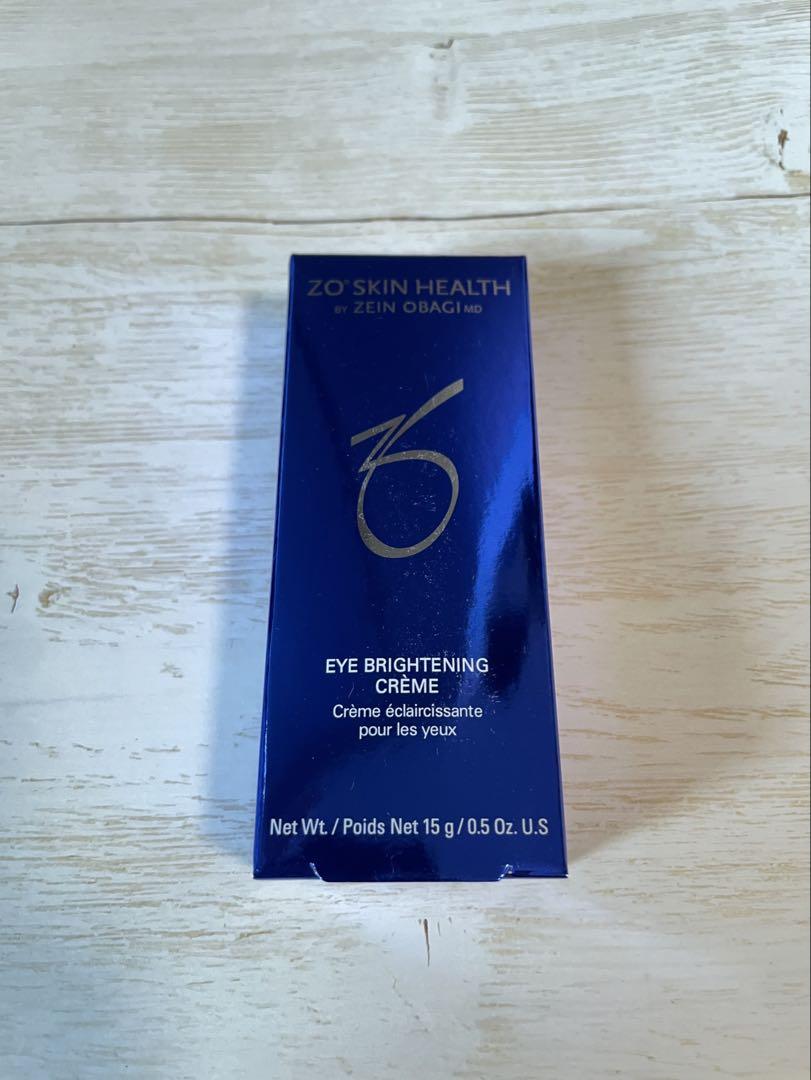 ZO® SKIN HEALTH
BY ZEIN OBAGI MD
ZO
EYE BRIGHTENING
CRÈME
Crème éclaircissante
pour les yeux
Net Wt. / Poids Net 15 g / 0.5 Oz. U.S